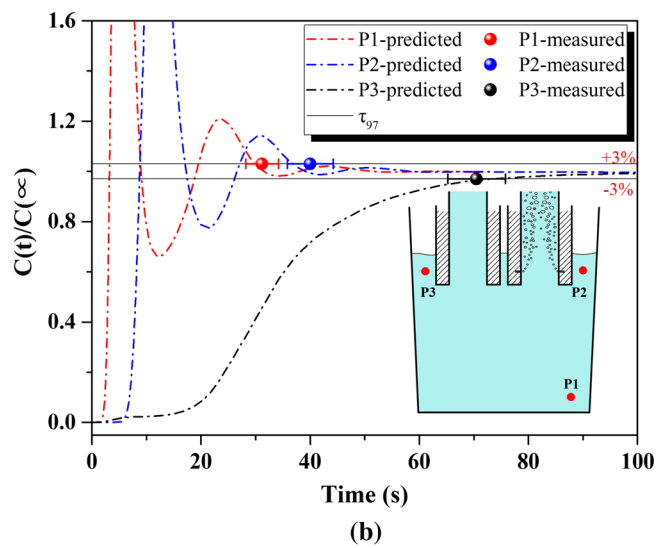 1.6
1.2
0.8
0.4
0.0
C(t)/C(∝)
P1-predicted P1-measured
P2-predicted P2-measured
P3-predicted P3-measured
τ97
+3%
-3%
P3
P2
P1
0 20 40 60 80 100
Time (s)
(b)